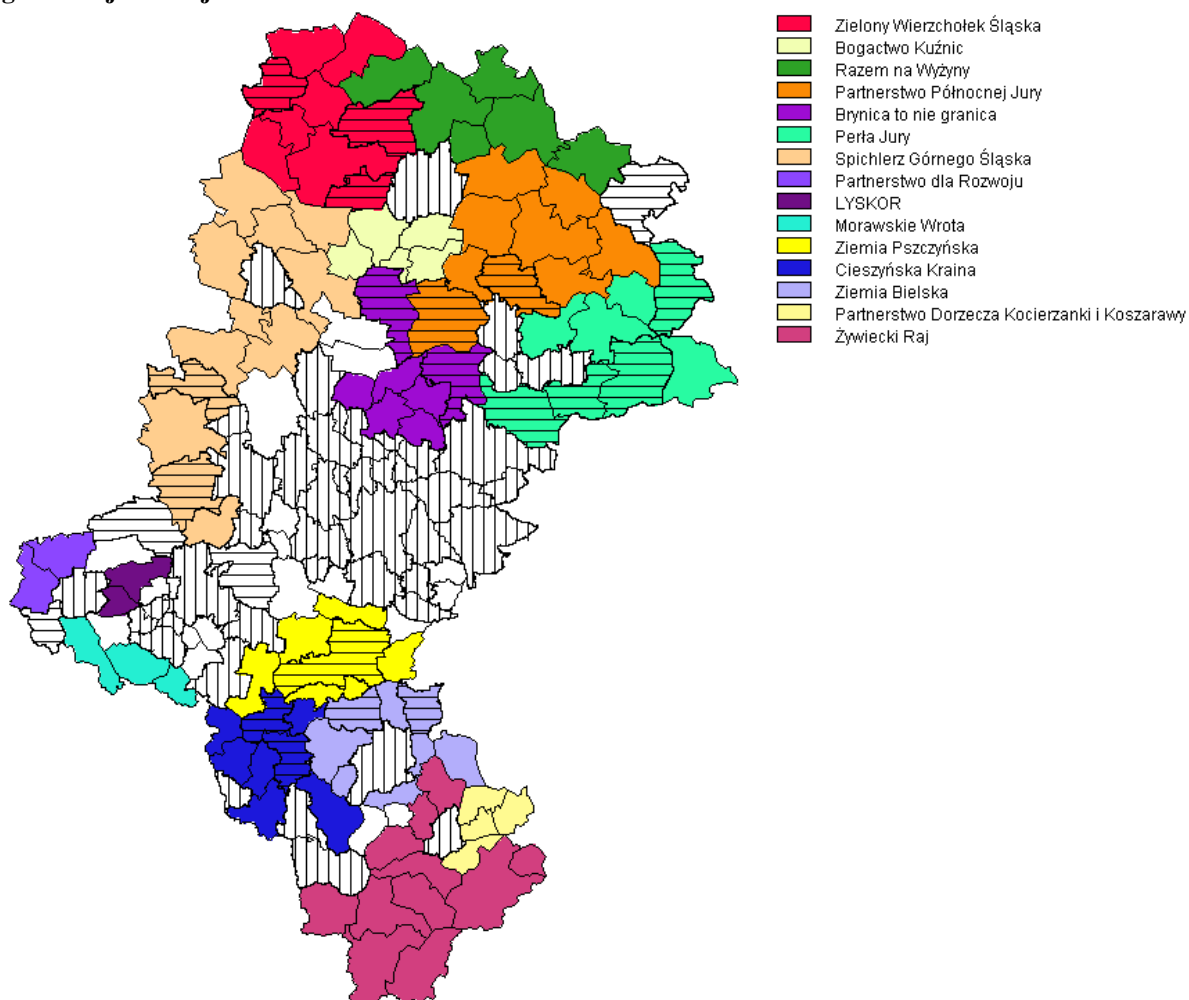 Zielony Wierzchołek Śląska
Bogactwo Kuźnic
Razem na Wyżyny
Partnerstwo Północnej Jury
Brynica to nie granica
Perła Jury
Spichlerz Górnego Śląska
Partnerstwo dla Rozwoju
LYSKOR
Morawskie Wrota
Ziemia Pszczyńska
Cieszyńska Kraina
Ziemia Bielska
Partnerstwo Dorzecza Kocierzanki i Koszarawy
Żywiecki Raj